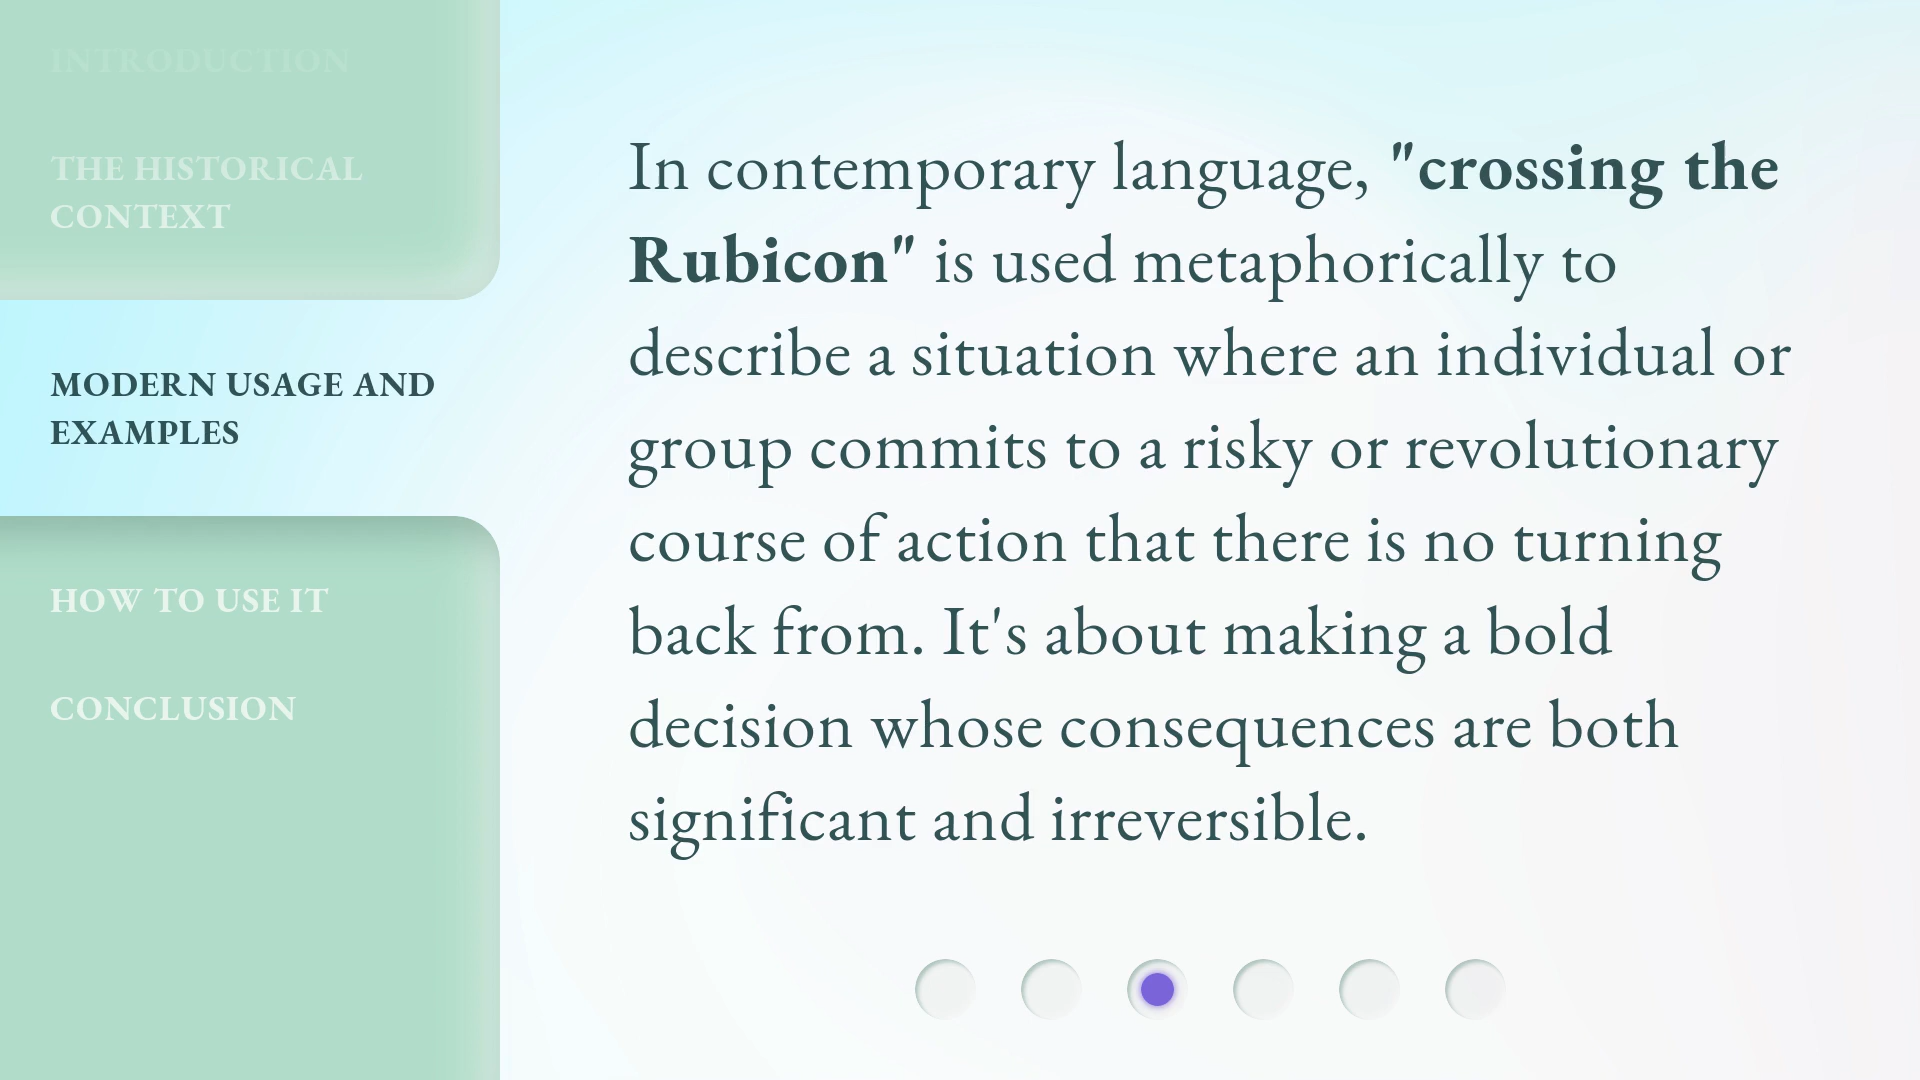 INTRODUCTION
THE HISTORICAL
CONTEXT
MODERN USAGE AND
EXAMPLES
HOW TO USE IT
CONCLUSION
In contemporary language, "crossing the
Rubicon" is used metaphorically to
describe a situation where an individual or
group commits to a risky or revolutionary
course of action that there is no turning
back from. It's about making a bold
decision whose consequences are both
significant and irreversible.